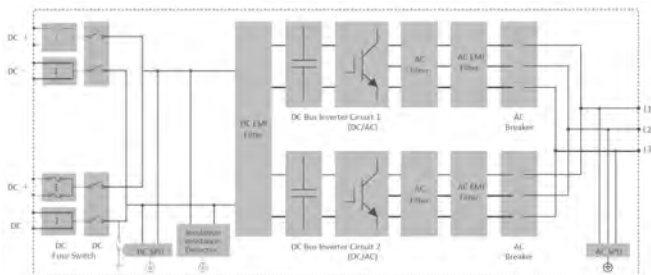 DC +
DC -
DC +
DC
DC
Fuse Switch
DC
DC SPD
Insulation
Resistance
Detection
DC EMI
Filter
DC Bus Inverter Circuit 1
(DC/AC)
AC
Filter
AC EMI
Filter
AC
Breaker
DC Bus Inverter Circuit 2
(DC/AC)
AC
Filter
AC EMI
Filter
AC
Breaker
L1
L2
L3
AC SPD